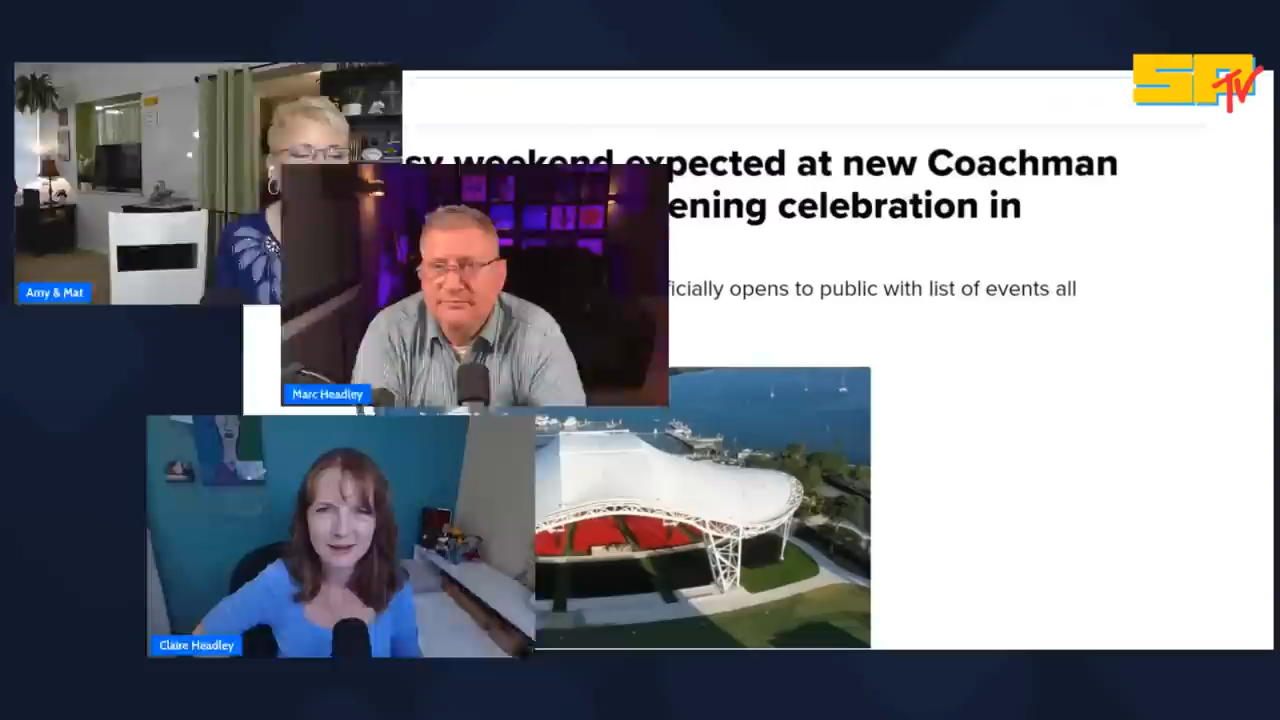 SPTV
weekend expected at new Coachman
ening celebration in
ficially opens to public with list of events all
Amy & Mat
Marc Headley
Claire Headley